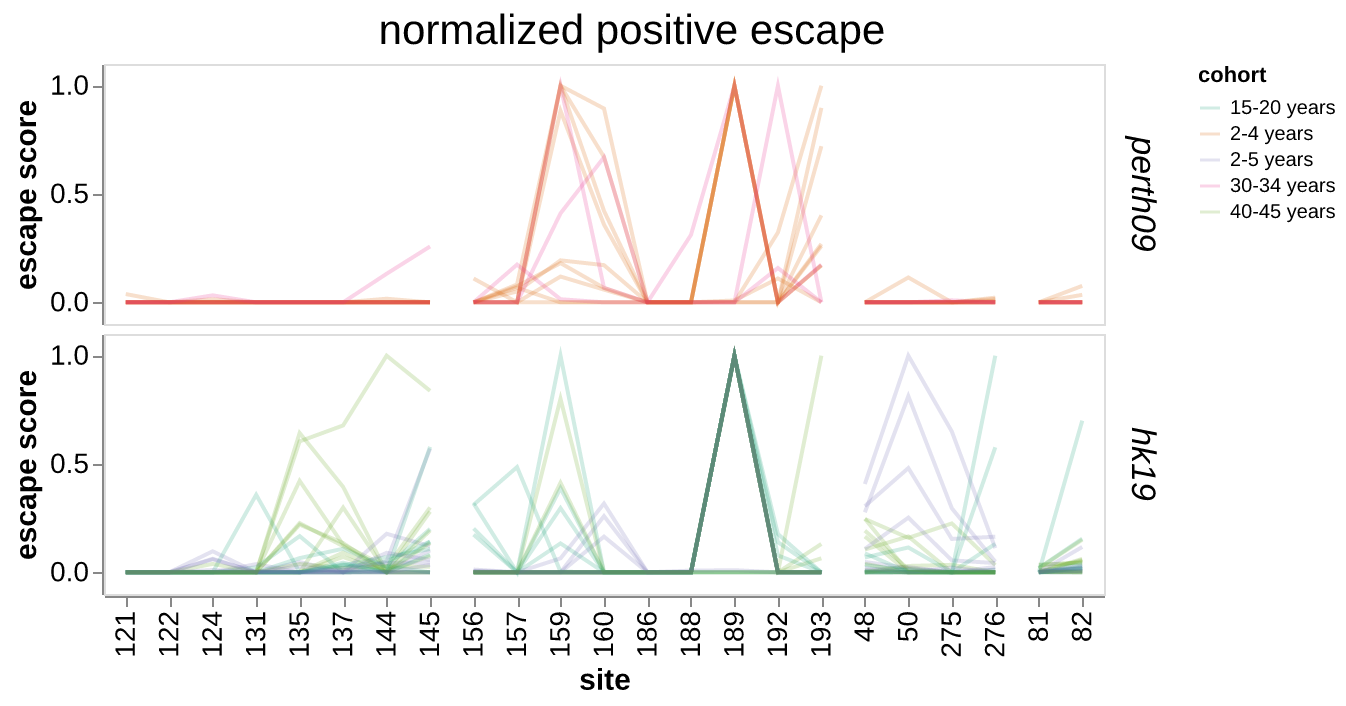 normalized positive escape
escape score
1.0
0.5
0.0
perth09
cohort
15-20 years
2-4 years
2-5 years
30-34 years
40-45 years
escape score
1.0
0.5
0.0
hk19
121 122 124 131 135 137 144 145 156 157 159 160 186 188 189 192 193 48 50 275 276 81 82
site